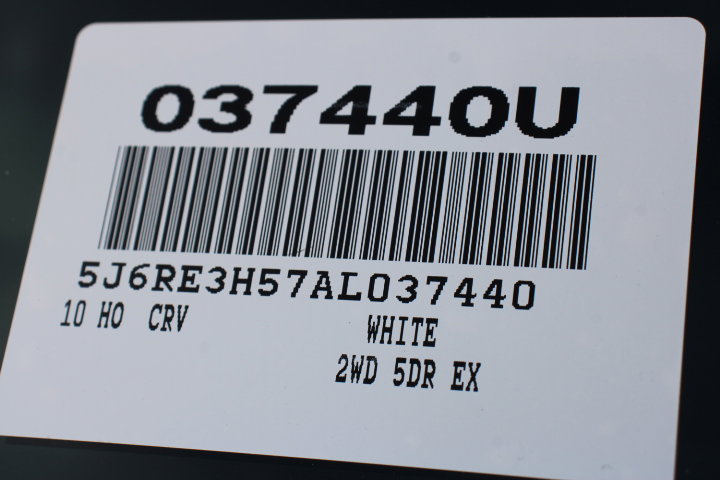 037440U
5J6RE3H57AL037440
10 HO CRV WHITE
2WD 5DR EX